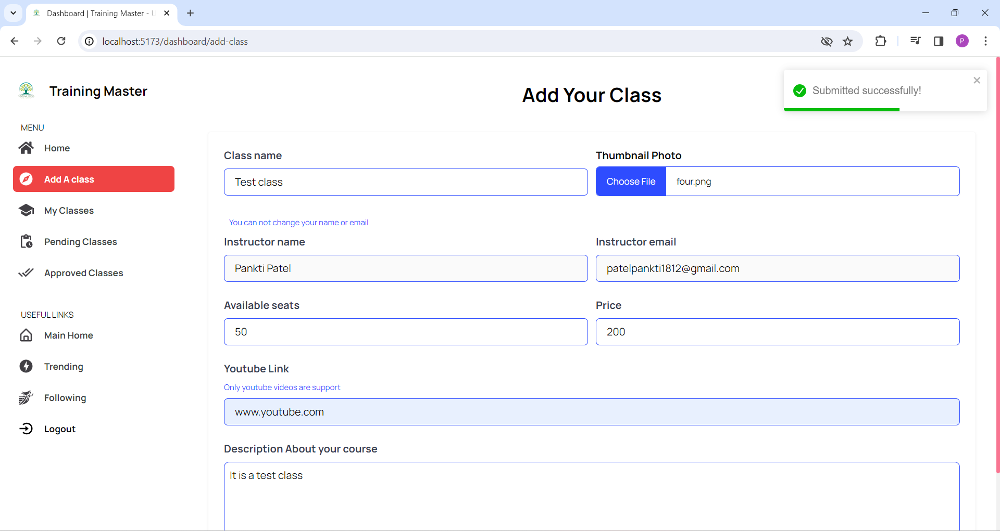 Dashboard | Training Master - U
localhost:5173/dashboard/add-class
P
YOGA LOGO
Training Master
Add Your Class
Submitted successfully!
MENU
Home
Add A class
My Classes
Pending Classes
Approved Classes
USEFUL LINKS
Main Home
Trending
Following
Logout
Class name
Thumbnail Photo
Test class
Choose File four.png
You can not change your name or email
Instructor name
Instructor email
Pankti Patel
patelpankti1812@gmail.com
Available seats
Price
50
200
Youtube Link
Only youtube videos are support
www.youtube.com
Description About your course
It is a test class